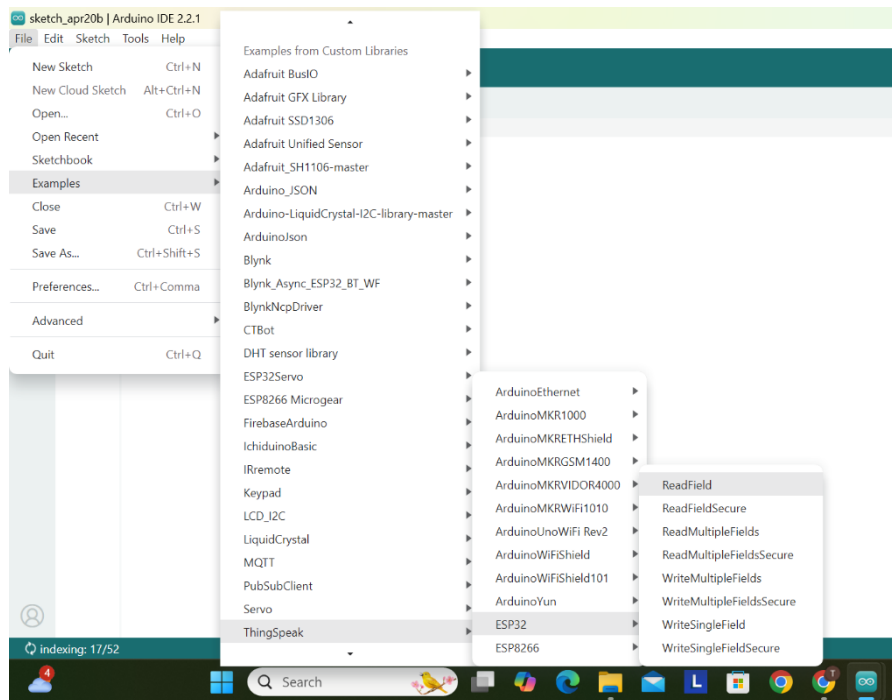 sketch_apr20b | Arduino IDE 2.2.1
File Edit Sketch Tools Help
New Sketch Ctrl+N
New Cloud Sketch Alt+Ctrl+N
Open... Ctrl+O
Open Recent
Sketchbook
Examples
Close Ctrl+W
Save Ctrl+S
Save As... Ctrl+Shift+S
Preferences... Ctrl+Comma
Advanced
Quit Ctrl+Q
Examples from Custom Libraries
Adafruit BusIO
Adafruit GFX Library
Adafruit SSD1306
Adafruit Unified Sensor
Adafruit_SH1106-master
Arduino_JSON
Arduino-LiquidCrystal-I2C-library-master
ArduinoJson
Blynk
Blynk_Async_ESP32_BT_WF
BlynkNcpDriver
CTBot
DHT sensor library
ESP32Servo
ESP8266 Microgear
FirebaseArduino
IchiduinoBasic
IRremote
Keypad
LCD_I2C
LiquidCrystal
MQTT
PubSubClient
Servo
ThingSpeak
ArduinoEthernet
ArduinoMKR1000
ArduinoMKRETHShield
ArduinoMKRGSM1400
ArduinoMKRVIDOR4000
ArduinoMKRWiFi1010
ArduinoUnoWiFi Rev2
ArduinoWiFiShield
ArduinoWiFiShield101
ArduinoYun
ESP32
ESP8266
ReadField
ReadFieldSecure
ReadMultipleFields
ReadMultipleFieldsSecure
WriteMultipleFields
WriteMultipleFieldsSecure
WriteSingleField
WriteSingleFieldSecure
indexing: 17/52
4
Search
L
T